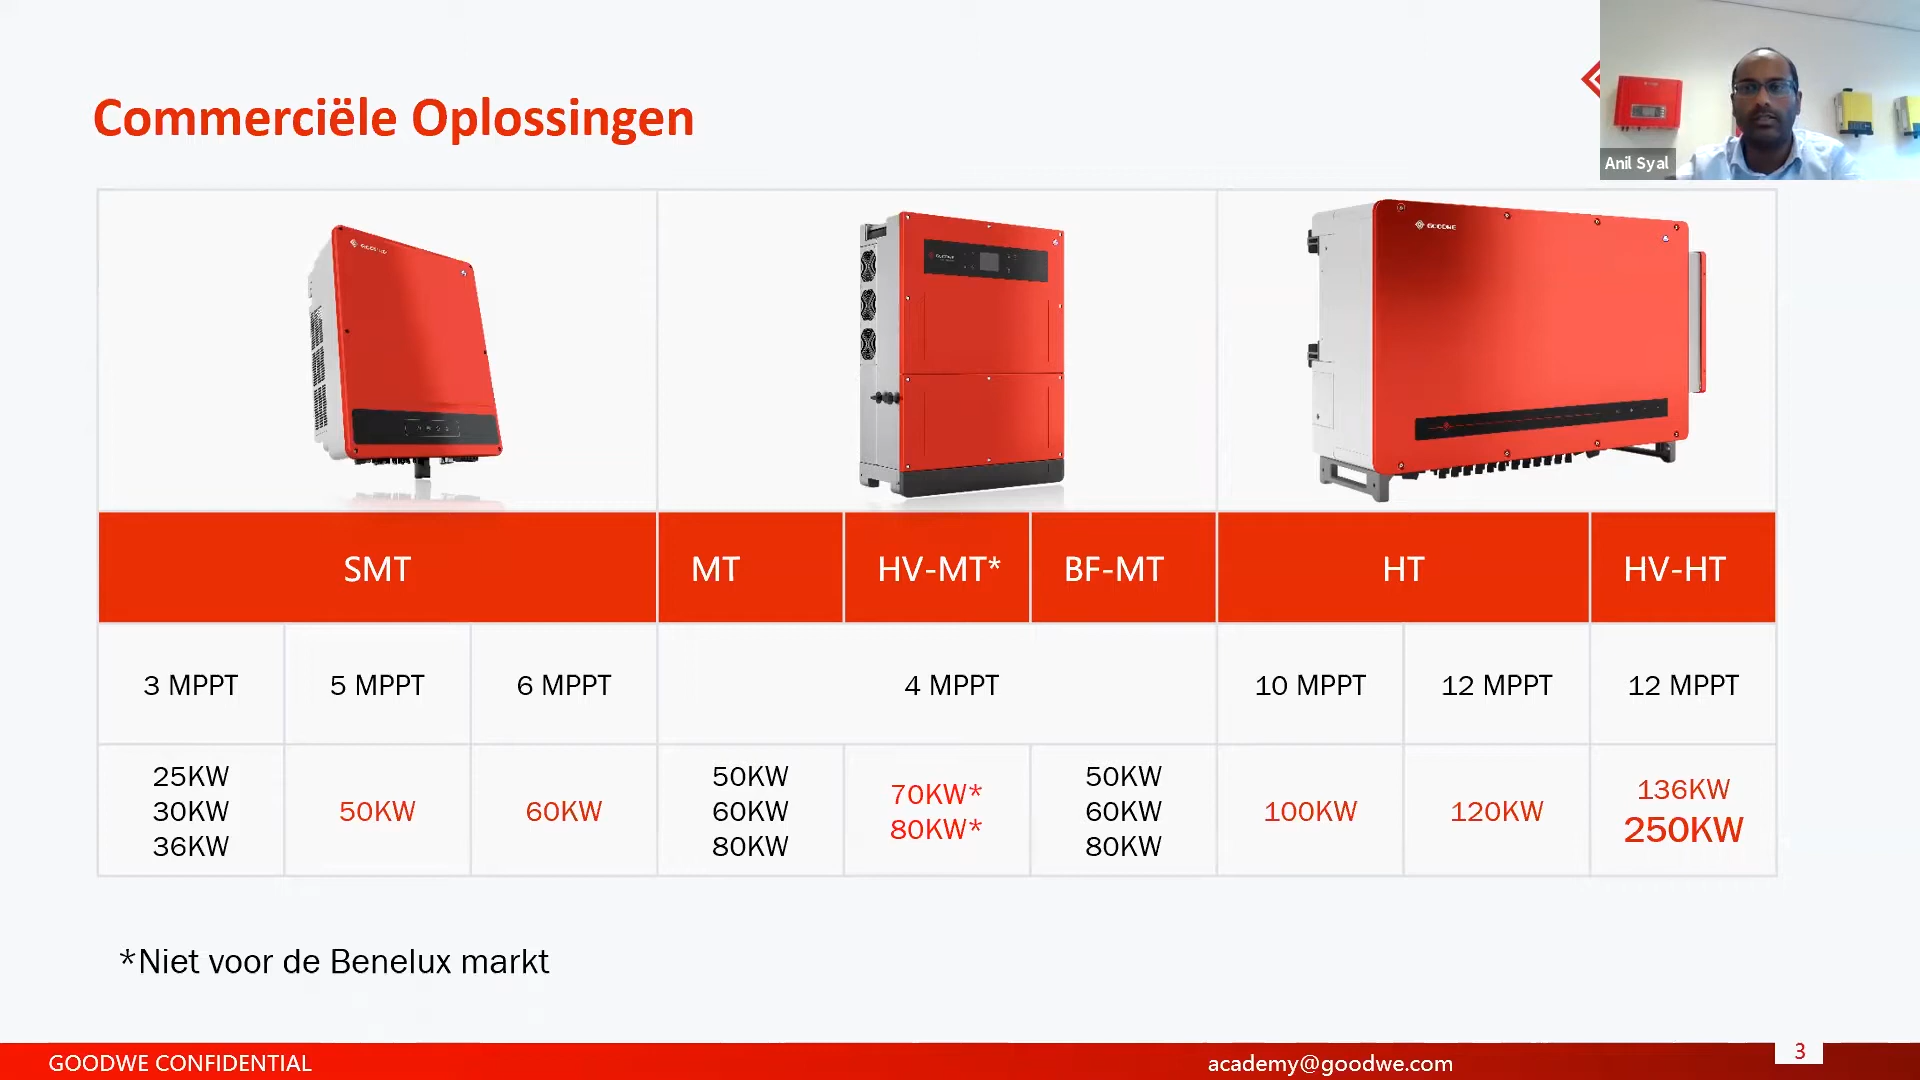 Commerciële Oplossingen
Anil Syal
GOODWE
SMT
MT
HV-MT*
BF-MT
HT
HV-HT
3 MPPT
5 MPPT
6 MPPT
4 MPPT
10 MPPT
12 MPPT
12 MPPT
25KW
30KW
36KW
50KW
60KW
50KW
60KW
80KW
70KW*
80KW*
50KW
60KW
80KW
100KW
120KW
136KW
250KW
*Niet voor de Benelux markt
GOODWE CONFIDENTIAL
academy@goodwe.com
3